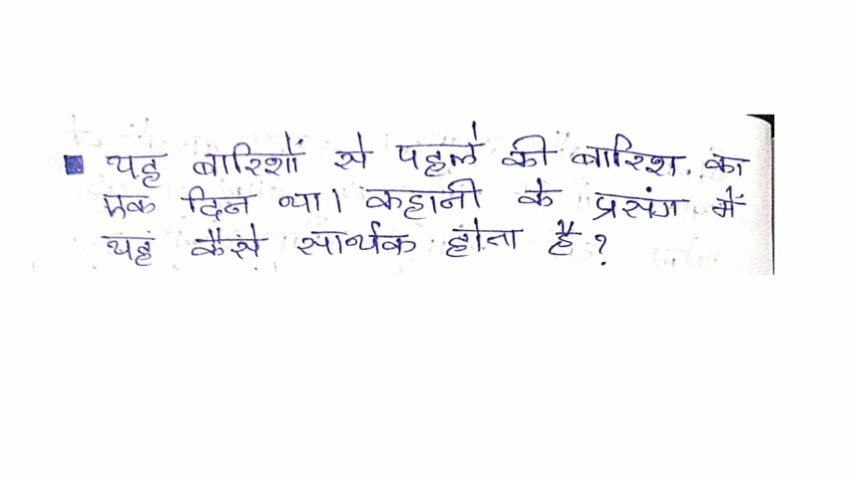 ▪ यह बारिशों से पहले की बारिश का
एक दिन था। कहानी के प्रसंग में
यह कैसे सार्थक होता है?